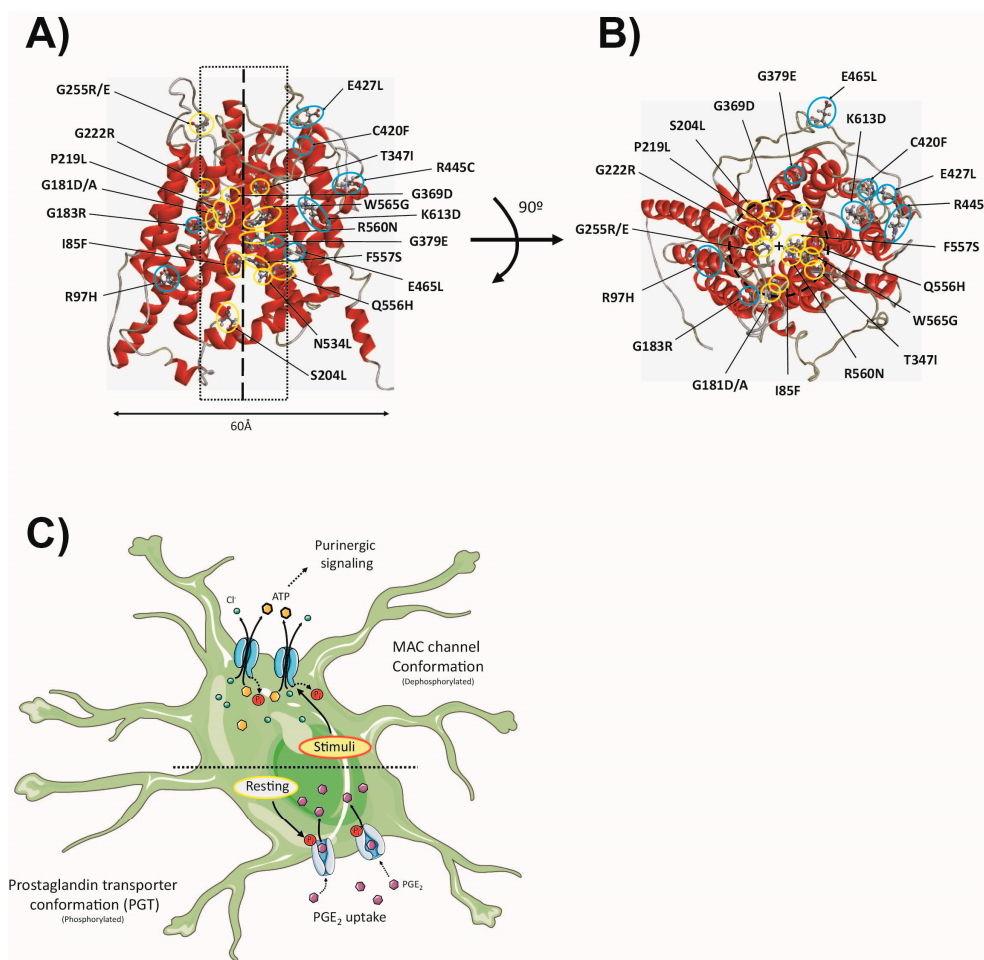 A)
G255R/E
G222R
P219L
G181D/A
G183R
I85F
R97H
E427L
C420F
T347I
R445C
G369D
W565G
K613D
R560N
G379E
F557S
E465L
Q556H
N534L
S204L
60Å
90º
B)
G379E
E465L
G369D
K613D
S204L
C420F
P219L
E427L
G222R
R445
G255R/E
F557S
R97H
Q556H
W565G
G183R
T347I
G181D/A
R560N
I85F
C)
Purinergic
signaling
Cl-
ATP
MAC channel
Conformation
(Dephosphorylated)
P
P
Stimuli
Resting
P
P
Prostaglandin transporter
conformation (PGT)
(Phosphorylated)
PGE2
PGE2 uptake